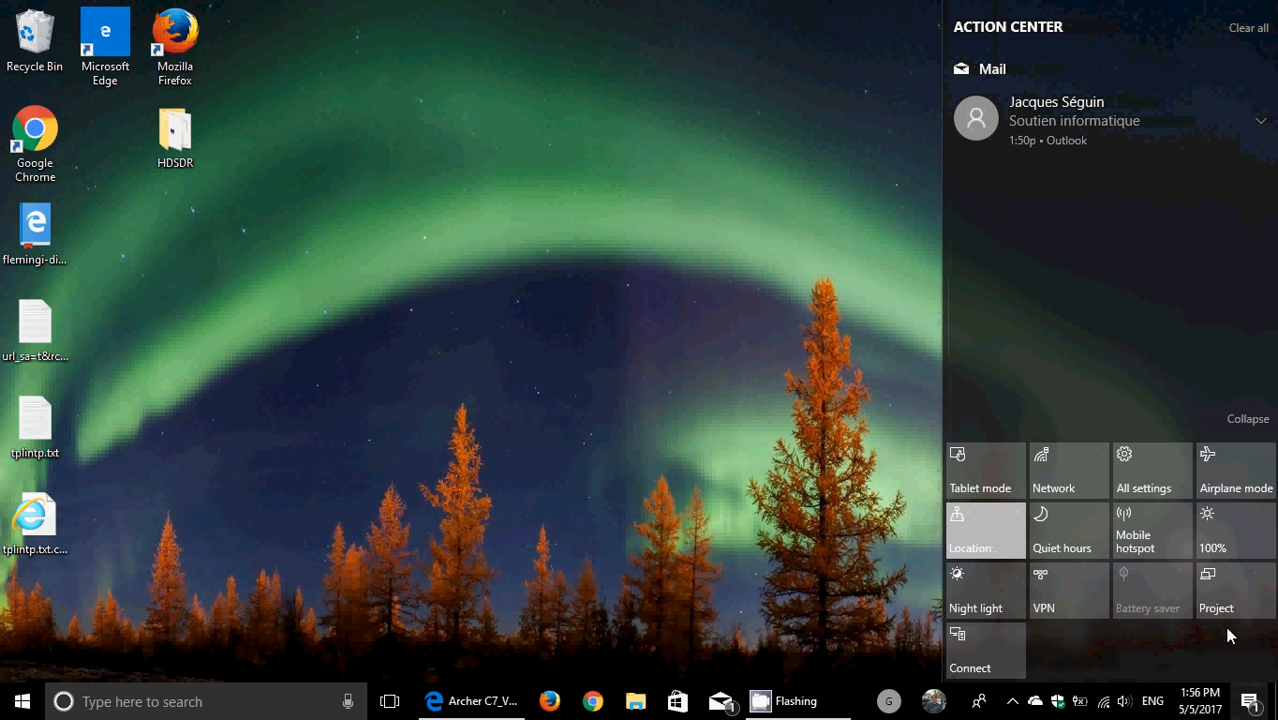 Recycle Bin
Microsoft
Edge
Mozilla
Firefox
Google
Chrome
HDSDR
flemingi-di...
url_sa=t&rc...
tplintp.txt
tplintp.txt.c...
ACTION CENTER
Clear all
Mail
Jacques Séguin
Soutien informatique
1:50p • Outlook
Collapse
Tablet mode
Network
All settings
Airplane mode
Location
Quiet hours
Mobile
hotspot
100%
Night light
VPN
Battery saver
Project
Connect
Type here to search
Archer C7_V...
1
Flashing
G
ENG
1:56 PM
5/5/2017
1